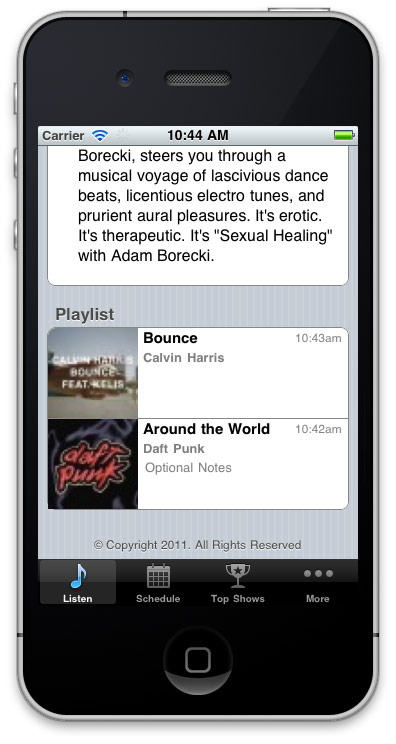 Carrier 10:44 AM
Borecki, steers you through a
musical voyage of lascivious dance
beats, licentious electro tunes, and
prurient aural pleasures. It's erotic.
It's therapeutic. It's "Sexual Healing"
with Adam Borecki.
Playlist
CALVIN HARRIS
BOUNCE
FEAT. KELIS
Bounce 10:43am
Calvin Harris
daft
punk
Around the World 10:42am
Daft Punk
Optional Notes
© Copyright 2011. All Rights Reserved
Listen Schedule Top Shows More